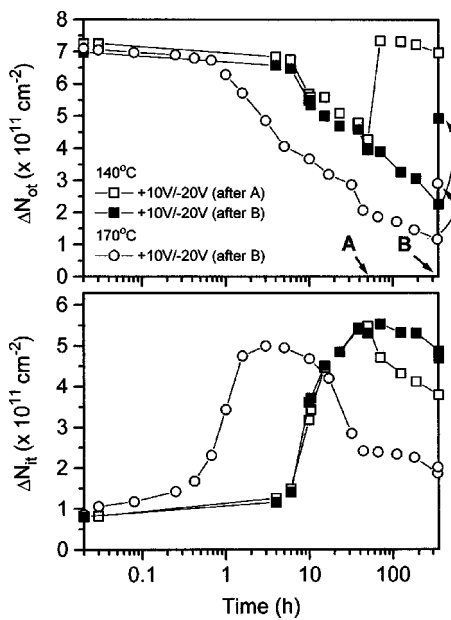 8
7
6
5
4
3
2
1
0
ΔNot (x 10¹¹ cm⁻²)
140°C
+10V/-20V (after A)
+10V/-20V (after B)
170°C
+10V/-20V (after B)
A
B
6
5
4
3
2
1
0
ΔNit (x 10¹¹ cm⁻²)
0.1
1
10
100
Time (h)